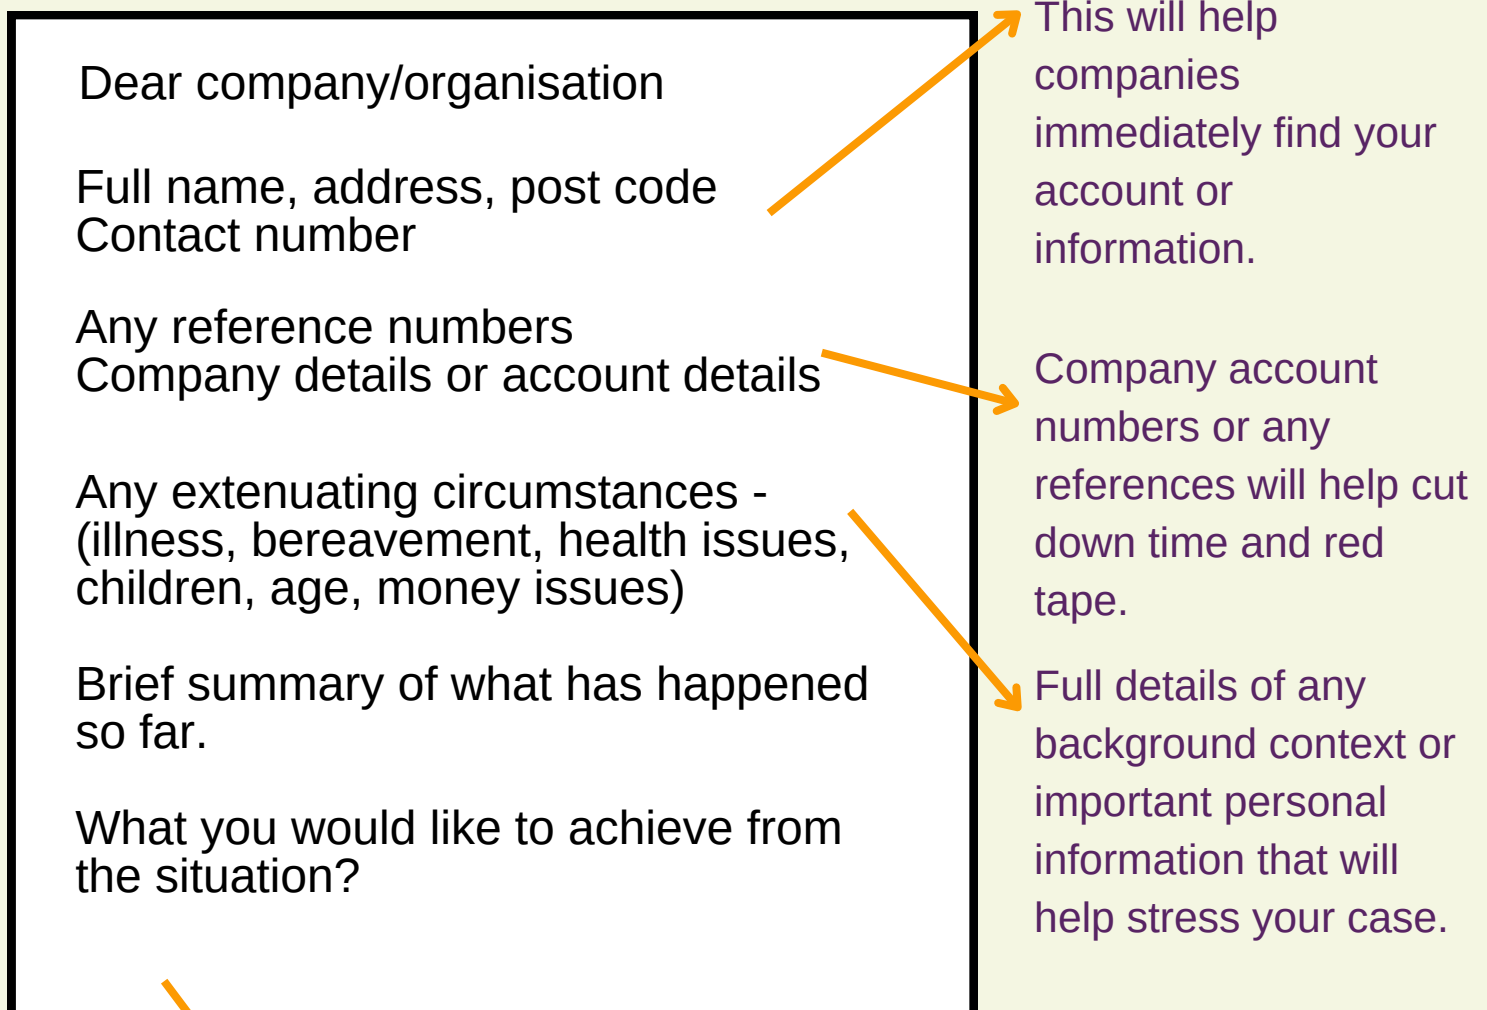 Dear company/organisation
Full name, address, post code
Contact number
Any reference numbers
Company details or account details
Any extenuating circumstances -
(illness, bereavement, health issues,
children, age, money issues)
Brief summary of what has happened
so far.
What you would like to achieve from
the situation?
This will help
companies
immediately find your
account or
information.
Company account
numbers or any
references will help cut
down time and red
tape.
Full details of any
background context or
important personal
information that will
help stress your case.